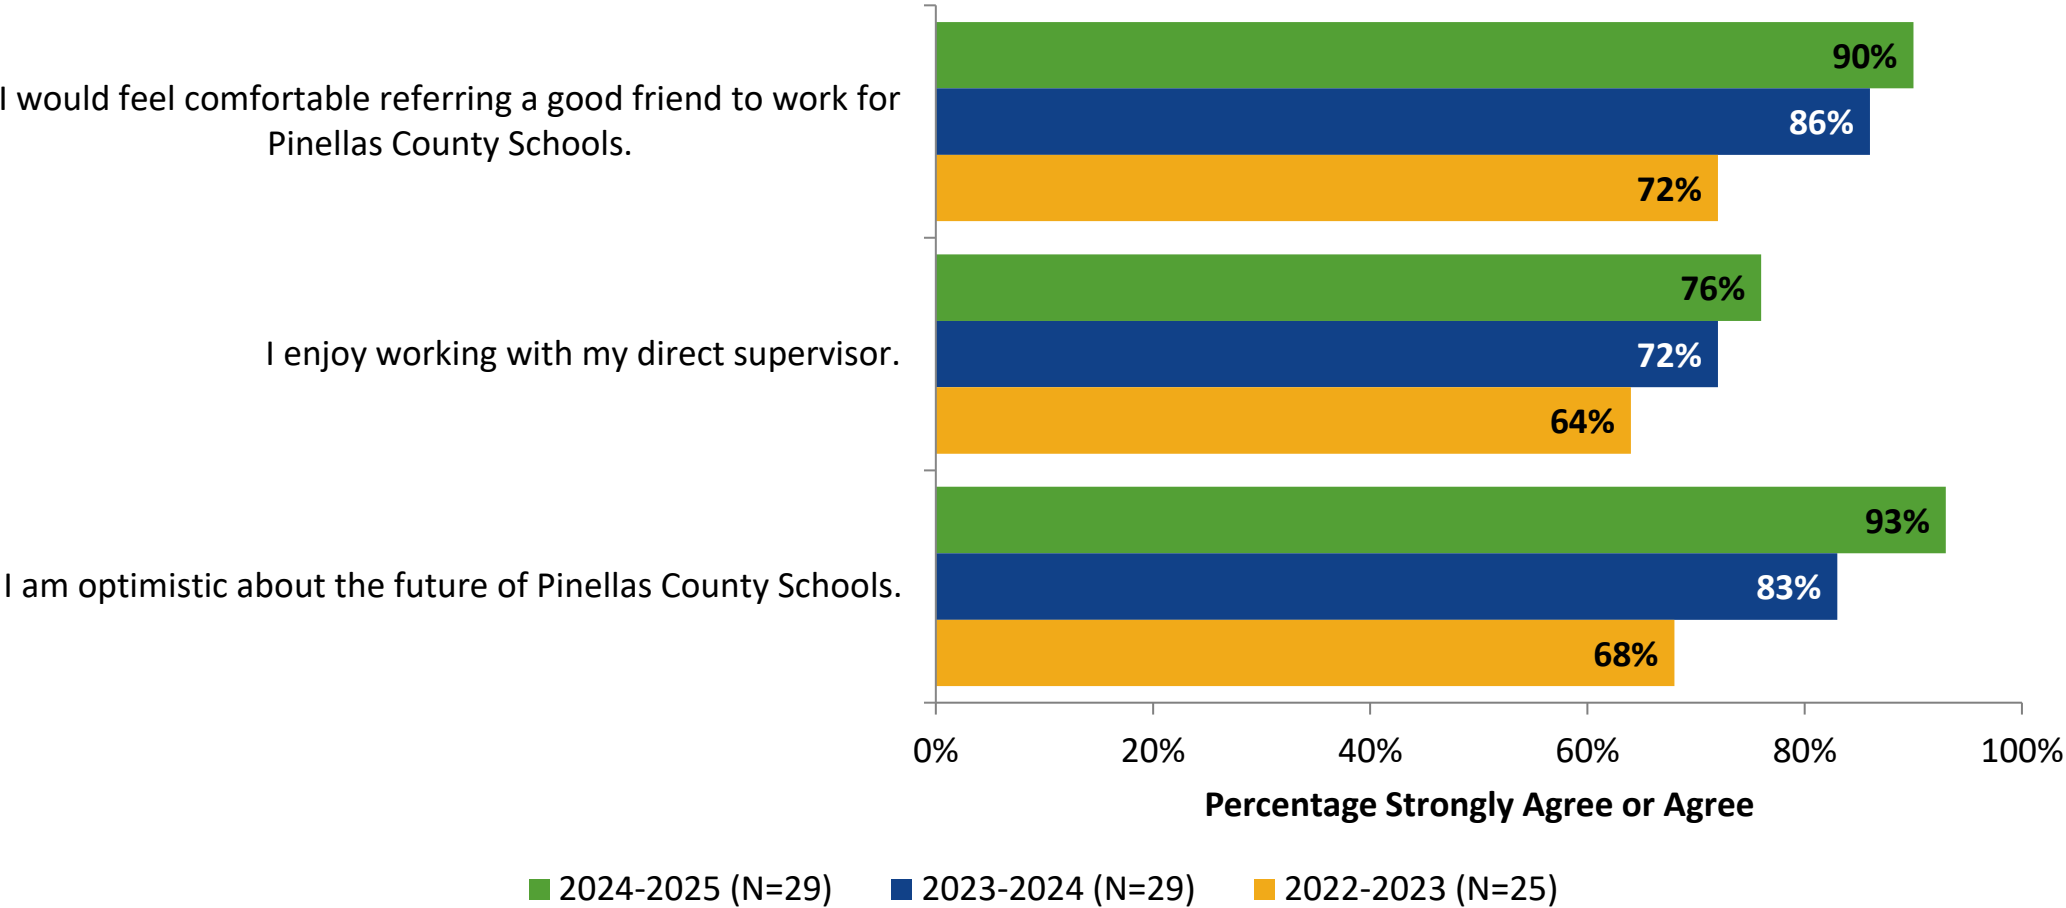 I would feel comfortable referring a good friend to work for
Pinellas County Schools.
90%
86%
72%
I enjoy working with my direct supervisor.
76%
72%
64%
I am optimistic about the future of Pinellas County Schools.
93%
83%
68%
0% 20% 40% 60% 80% 100%
Percentage Strongly Agree or Agree
2024-2025 (N=29) 2023-2024 (N=29) 2022-2023 (N=25)